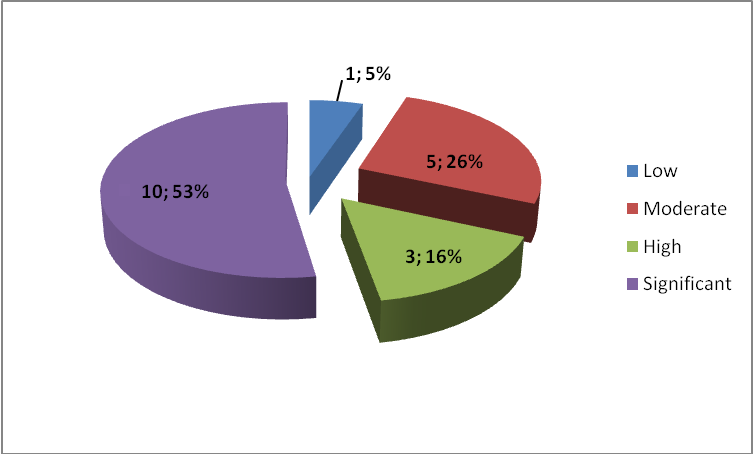 1; 5%
5; 26%
10; 53%
3; 16%
Low
Moderate
High
Significant